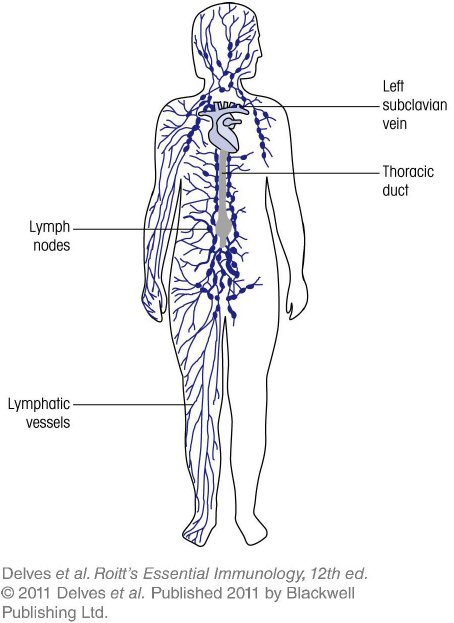 Left
subclavian
vein
Thoracic
duct
Lymph
nodes
Lymphatic
vessels
Delves et al. Roitt’s Essential Immunology, 12th ed.
© 2011 Delves et al. Published 2011 by Blackwell
Publishing Ltd.